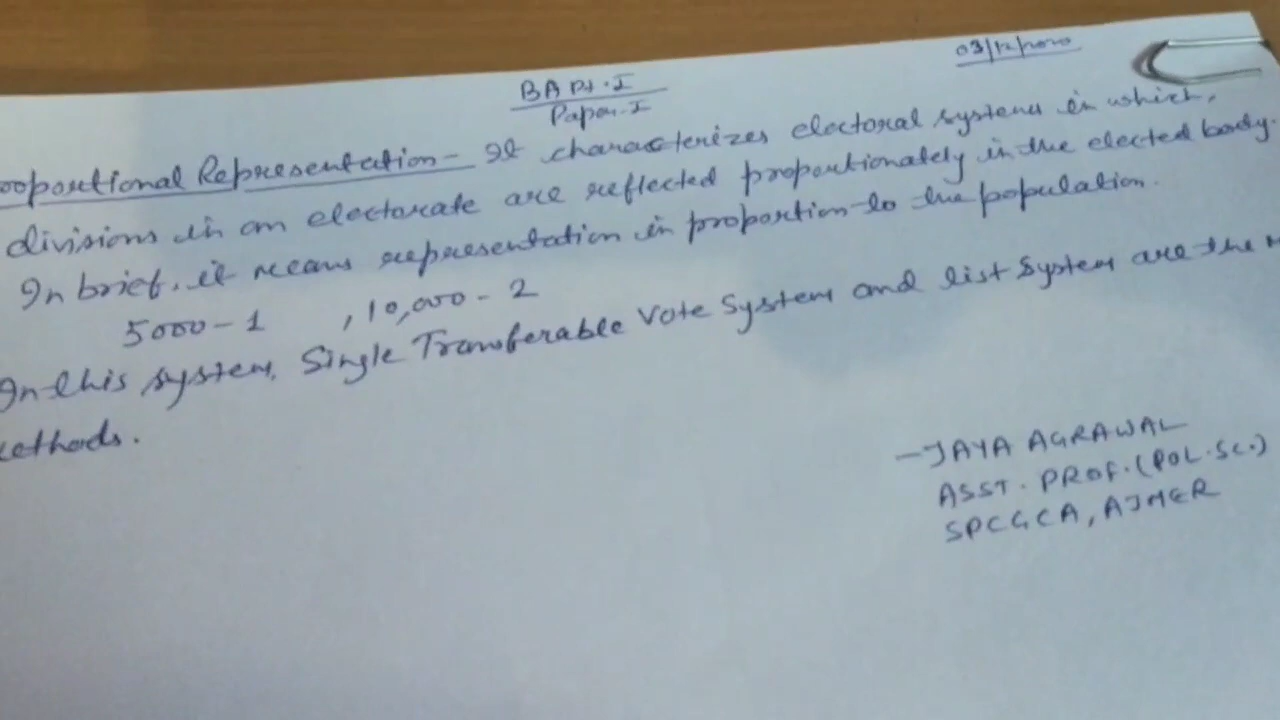 03/12/2020
BA Pt. I
Paper. I
roportional Representation - It characterizes electoral systems in which,
divisions in an electorate are reflected proportionately in the elected body.
In brief, it means representation in proportion to the population.
5000 - 1 , 10,000 - 2
In this system, Single Transferable Vote System and list System are the
ethods.
- JAYA AGRAWAL
ASST. PROF. (POL. SC.)
SPCGCA, AJMER